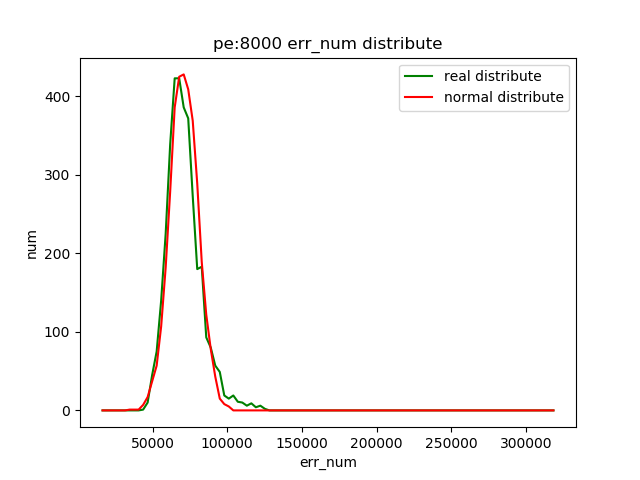 pe:8000 err_num distribute
real distribute
normal distribute
400
300
200
100
0
num
50000 100000 150000 200000 250000 300000
err_num